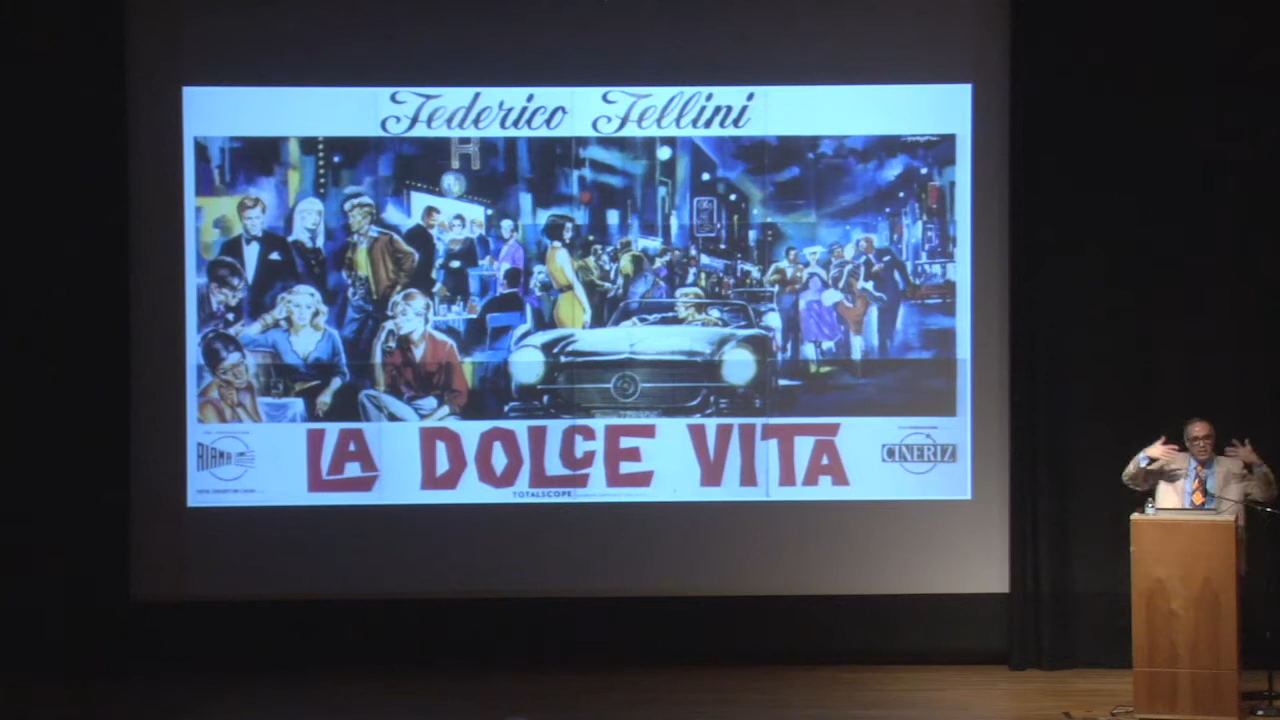 Federico Fellini
R
LA DOLCE VITA
RIAMA
CINERIZ
TOTALSCOPE